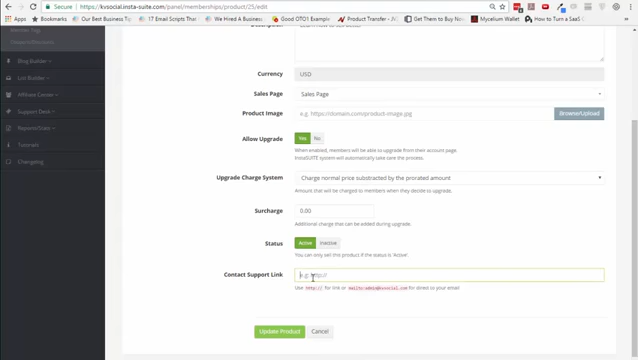 Secure | https://kvsocial.insta-suite.com/panel/memberships/product/25/edit
Apps
Bookmarks
Our Best Business Ti
17 Email Scripts From
We Hired A Business
Good OTO1 Example
Product Transfer
Get Them to Buy Now
Mycelium Wallet
How to Turn a SaaS
Blog Builder
List Builder
Affiliate Center
Support Desk
Reports/Stats
Tutorials
Changelog
Currency
USD
Sales Page
Sales Page
Product Image
e.g. https://domain.com/product-image.jpg
Browse/Upload
Allow Upgrade
Yes No
When enabled, members will be able to upgrade from their account page.
InstaSUITE system will automatically take care the process.
Upgrade Charge System
Charge normal price substracted by the prorated amount
Amount that will be charged to members when they decide to upgrade.
Surcharge
0.00
Additional charge that can be added during upgrade.
Status
Active Inactive
You can only sell this product if the status is 'Active'.
Contact Support Link
e.g. http://
Use http:// for link or mailto:admin@kvsocial.com for direct to your email
Update Product
Cancel